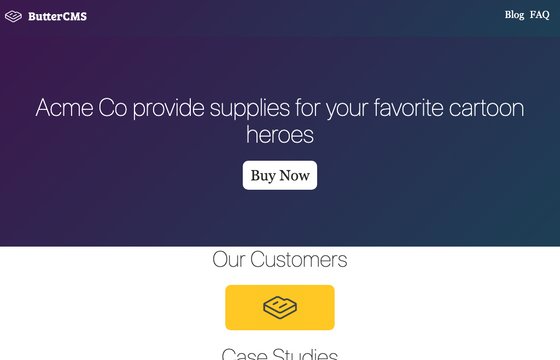 ButterCMS
Blog FAQ
Acme Co provide supplies for your favorite cartoon
heroes
Buy Now
Our Customers
Case Studies